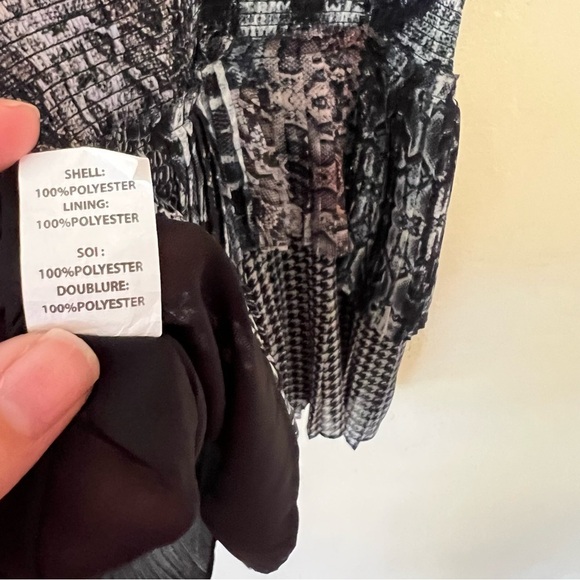 SHELL:
100%POLYESTER
LINING:
100%POLYESTER
SOI :
100%POLYESTER
DOUBLURE:
100%POLYESTER